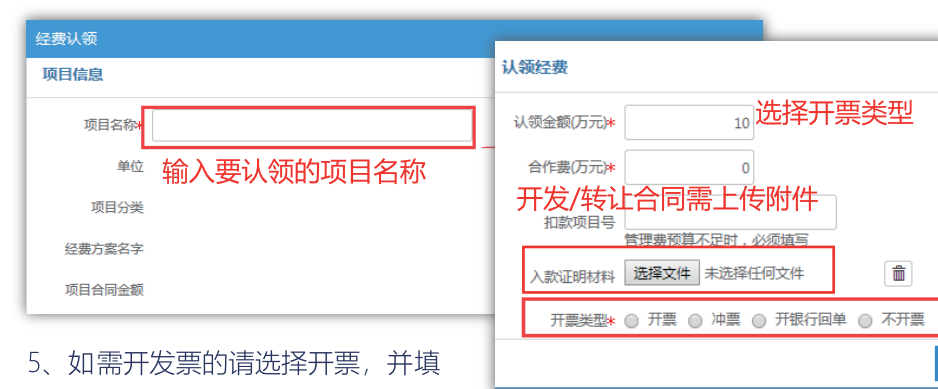 经费认领
项目信息
项目名称*
输入要认领的项目名称
单位
项目分类
经费方案名字
项目合同金额
5、如需开发票的请选择开票，并填
认领经费
认领金额(万元)* 10
选择开票类型
合作费(万元)* 0
开发/转让合同需上传附件
扣款项目号
管理费预算不足时，必须填写
入款证明材料 选择文件 未选择任何文件
开票类型* 开票 冲票 开银行回单 不开票